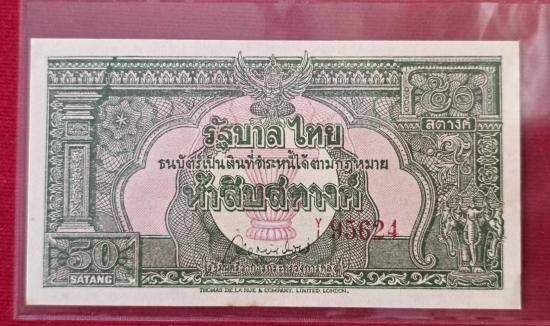 ๕๐
สตางค์
รัฐบาลไทย
ธนบัตร์เป็นเงินที่ชำระหนี้ได้ตามกฎหมาย
ห้าสิบสตางค์
Y/1 95624
50
SATANG
THOMAS DE LA RUE & COMPANY, LIMITED, LONDON.